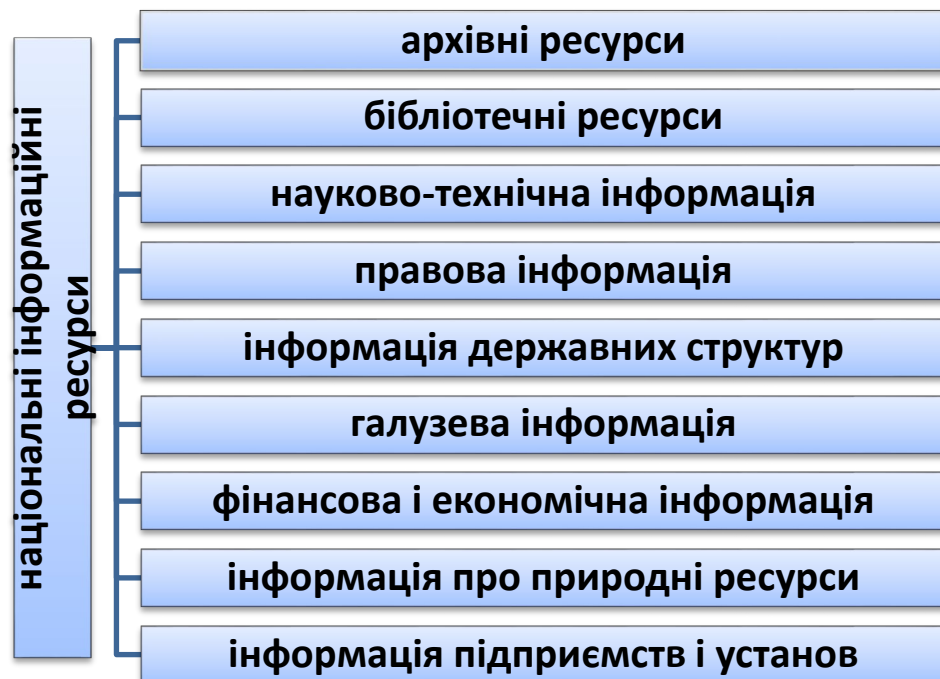 національні інформаційні
ресурси
архівні ресурси
бібліотечні ресурси
науково-технічна інформація
правова інформація
інформація державних структур
галузева інформація
фінансова і економічна інформація
інформація про природні ресурси
інформація підприємств і установ